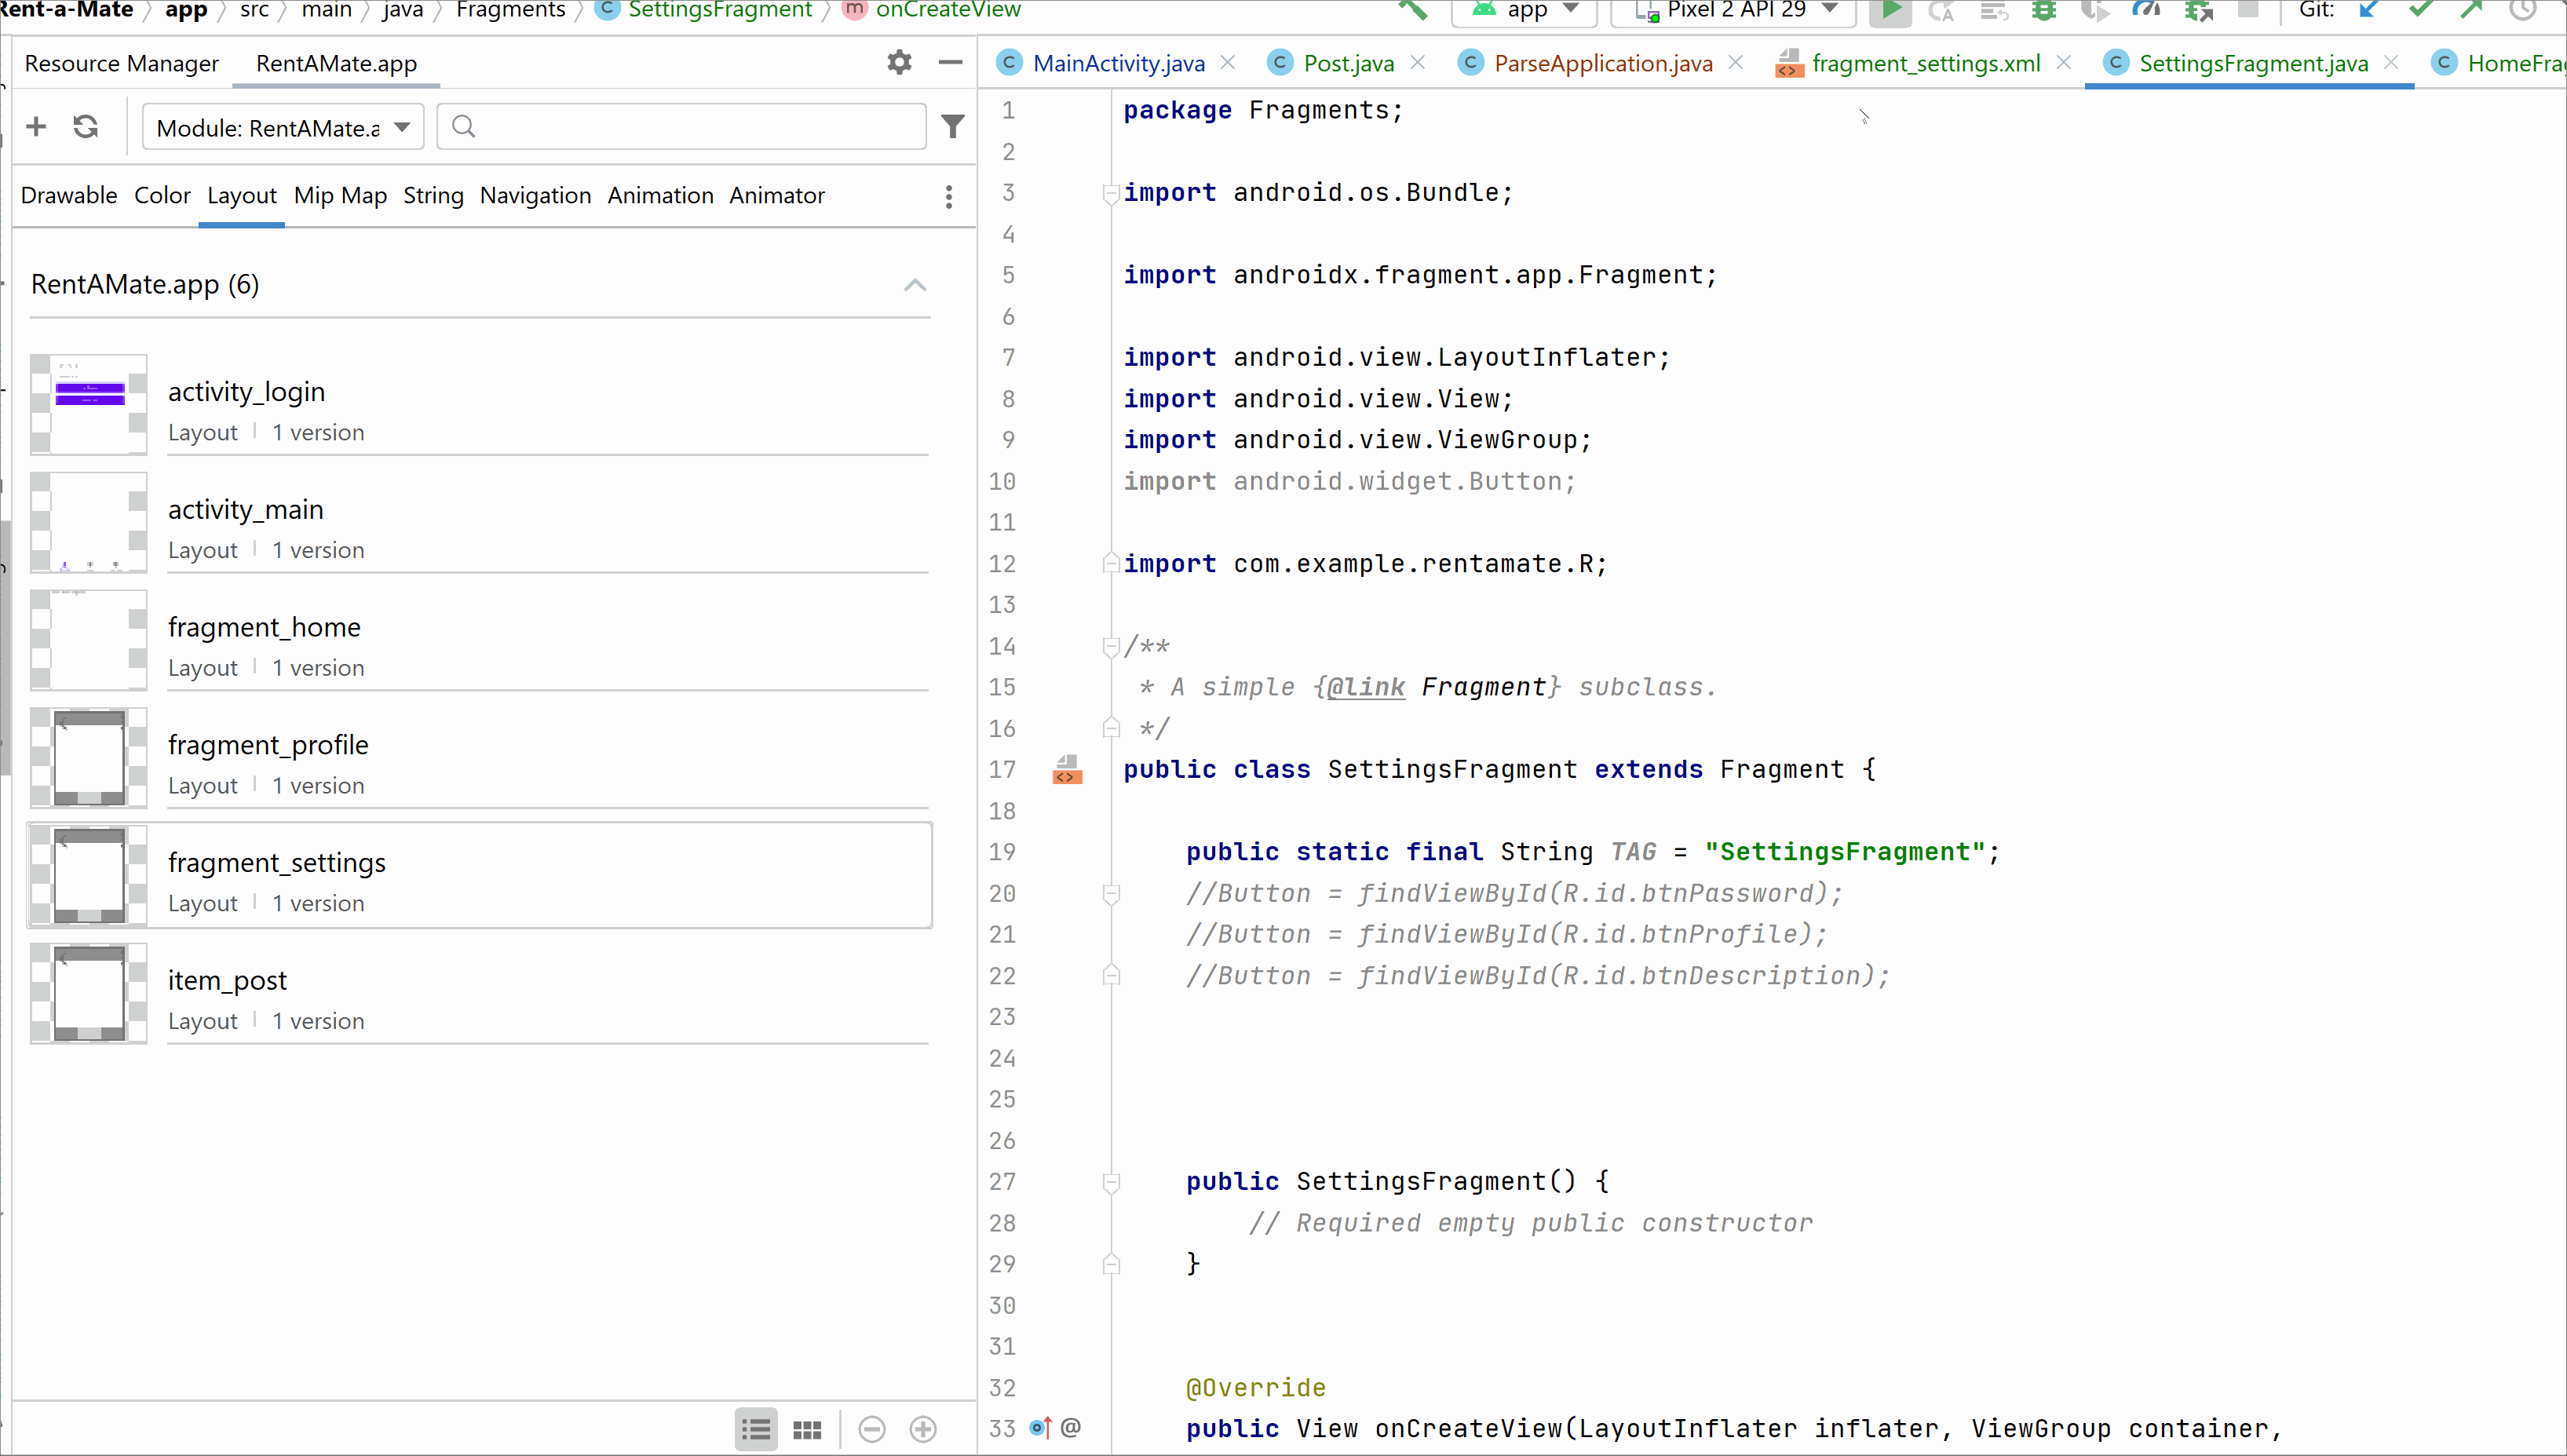 Rent-a-Mate app src main java Fragments C SettingsFragment m onCreateView app Pixel 2 API 29 Git:
Resource Manager RentAMate.app
Module: RentAMate.a
Drawable Color Layout Mip Map String Navigation Animation Animator
RentAMate.app (6)
activity_login
Layout 1 version
activity_main
Layout 1 version
fragment_home
Layout 1 version
fragment_profile
Layout 1 version
fragment_settings
Layout 1 version
item_post
Layout 1 version
C MainActivity.java C Post.java C ParseApplication.java <> fragment_settings.xml C SettingsFragment.java C HomeFra
1 package Fragments;
2
3 import android.os.Bundle;
4
5 import androidx.fragment.app.Fragment;
6
7 import android.view.LayoutInflater;
8 import android.view.View;
9 import android.view.ViewGroup;
10 import android.widget.Button;
11
12 import com.example.rentamate.R;
13
14 /**
15 * A simple {@link Fragment} subclass.
16 */
17 <> public class SettingsFragment extends Fragment {
18
19 public static final String TAG = "SettingsFragment";
20 //Button = findViewById(R.id.btnPassword);
21 //Button = findViewById(R.id.btnProfile);
22 //Button = findViewById(R.id.btnDescription);
23
24
25
26
27 public SettingsFragment() {
28 // Required empty public constructor
29 }
30
31
32 @Override
33 @ public View onCreateView(LayoutInflater inflater, ViewGroup container,